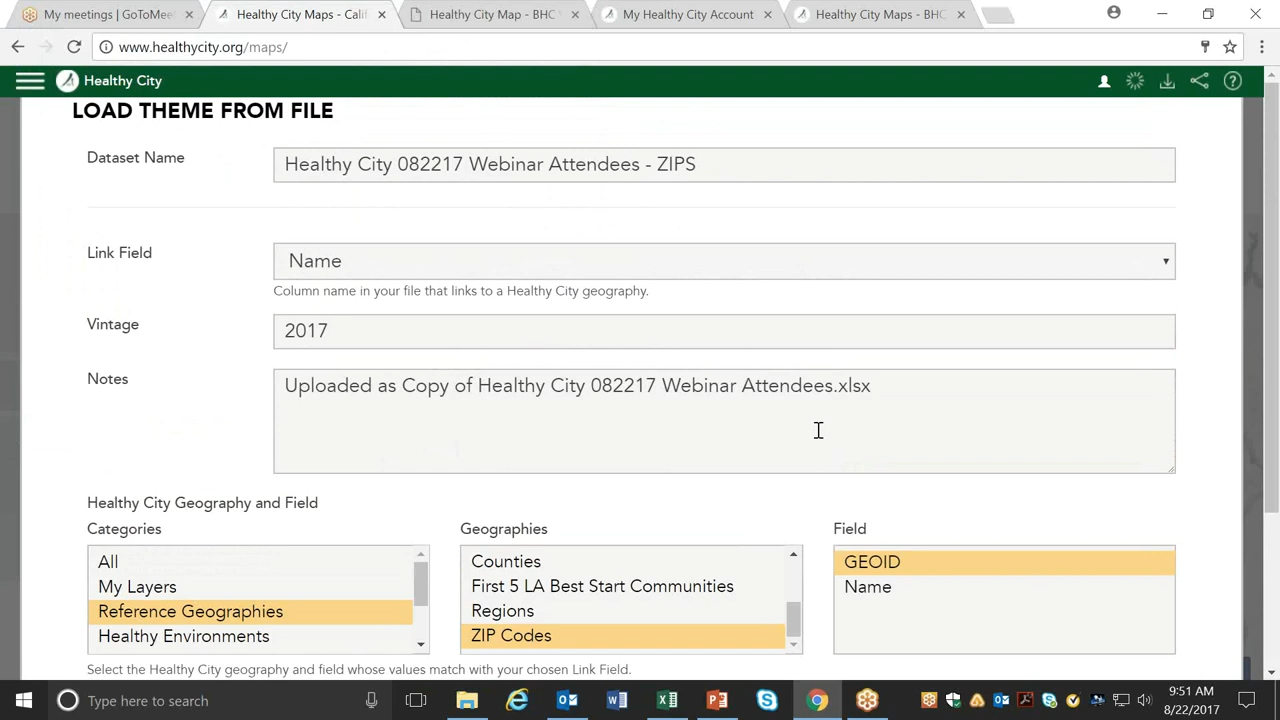 My meetings | GoToMee
Healthy City Maps - Calif
Healthy City Map - BHC
My Healthy City Account
Healthy City Maps - BHC
www.healthycity.org/maps/
Healthy City
LOAD THEME FROM FILE
Dataset Name
Healthy City 082217 Webinar Attendees - ZIPS
Link Field
Name
Column name in your file that links to a Healthy City geography.
Vintage
2017
Notes
Uploaded as Copy of Healthy City 082217 Webinar Attendees.xlsx
Healthy City Geography and Field
Categories
Geographies
Field
All
My Layers
Reference Geographies
Healthy Environments
Counties
First 5 LA Best Start Communities
Regions
ZIP Codes
GEOID
Name
Select the Healthy City geography and field whose values match with your chosen Link Field.
Type here to search
9:51 AM
8/22/2017